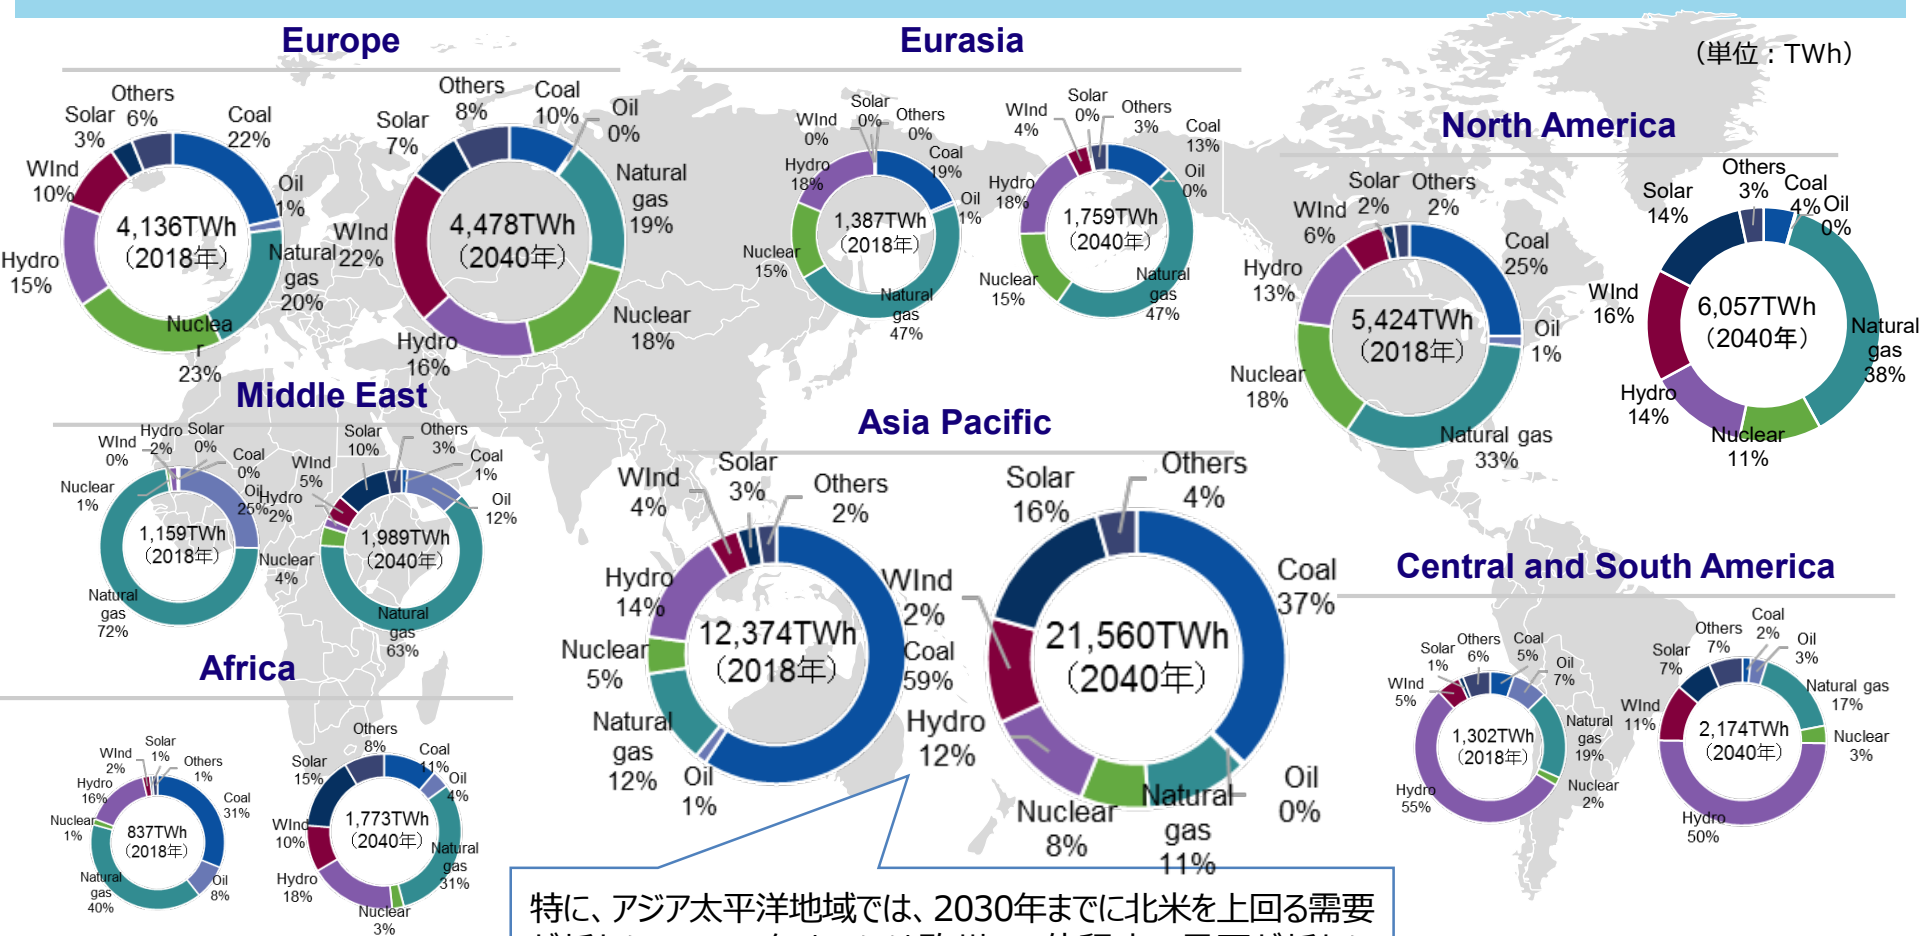 （単位：TWh）
Europe
Others
6%
Solar
3%
Coal
22%
WInd
10%
Oil
1%
4,136TWh
（2018年）
Hydro
15%
Natural
gas
20%
Nuclea
r
23%
Others
8%
Coal
10%
Oil
0%
Solar
7%
Natural
gas
19%
WInd
22%
4,478TWh
（2040年）
Nuclear
18%
Hydro
16%
Eurasia
Solar
0%
WInd
0%
Others
0%
Coal
19%
Hydro
18%
Oil
1%
1,387TWh
（2018年）
Nuclear
15%
Natural
gas
47%
Solar
0%
WInd
4%
Others
3%
Coal
13%
Oil
0%
Hydro
18%
1,759TWh
（2040年）
Nuclear
15%
Natural
gas
47%
North America
Solar
2%
Others
2%
WInd
6%
Coal
25%
Hydro
13%
5,424TWh
（2018年）
Oil
1%
Nuclear
18%
Natural gas
33%
Others
3%
Coal
4%
Oil
0%
Solar
14%
WInd
16%
6,057TWh
（2040年）
Natural
gas
38%
Hydro
14%
Nuclear
11%
Middle East
Hydro
2%
Solar
0%
WInd
0%
Coal
0%
Nuclear
1%
Oil
25%
1,159TWh
（2018年）
Natural
gas
72%
Solar
10%
Others
3%
Coal
1%
WInd
5%
Oil
12%
Hydro
2%
1,989TWh
（2040年）
Nuclear
4%
Natural
gas
63%
Asia Pacific
Solar
3%
WInd
4%
Others
2%
Hydro
14%
12,374TWh
（2018年）
Coal
59%
Nuclear
5%
Natural
gas
12%
Oil
1%
Others
4%
Solar
16%
Coal
37%
WInd
2%
21,560TWh
（2040年）
Hydro
12%
Oil
0%
Nuclear
8%
Natural
gas
11%
Central and South America
Others
6%
Coal
5%
Solar
1%
Oil
7%
WInd
5%
Natural
gas
19%
1,302TWh
（2018年）
Nuclear
2%
Hydro
55%
Coal
2%
Others
7%
Oil
3%
Solar
7%
Natural gas
17%
WInd
11%
2,174TWh
（2040年）
Nuclear
3%
Hydro
50%
Africa
Solar
1%
WInd
2%
Others
1%
Hydro
16%
Coal
31%
Nuclear
1%
837TWh
（2018年）
Natural
gas
40%
Oil
8%
Others
8%
Coal
11%
Solar
15%
Oil
4%
WInd
10%
1,773TWh
（2040年）
Natural
gas
31%
Hydro
18%
Nuclear
3%
特に、アジア太平洋地域では、2030年までに北米を上回る需要